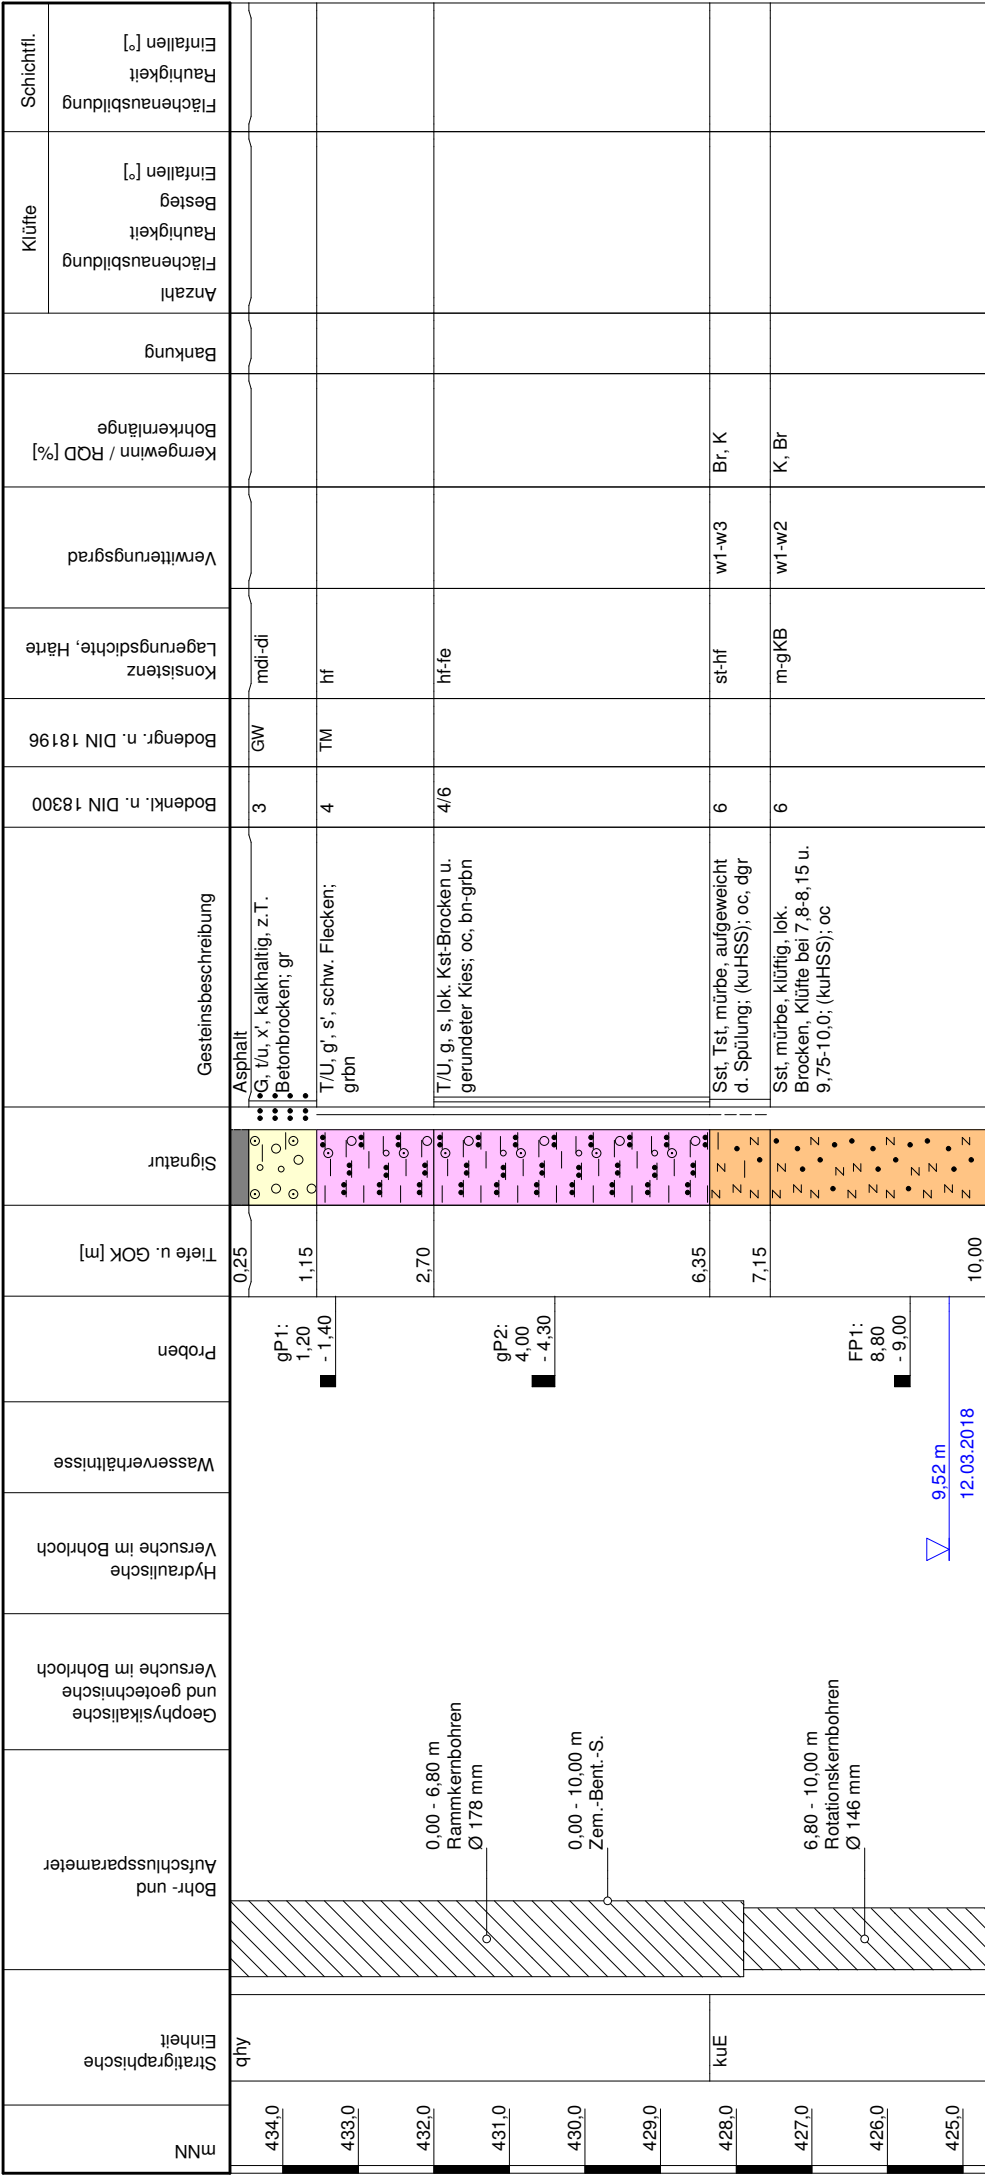 mNN
Stratigraphische
Einheit
Bohr- und
Aufschlussparameter
Geophysikalische
und geotechnische
Versuche im Bohrloch
Hydraulische
Versuche im Bohrloch
Wasserverhältnisse
Proben
Tiefe u. GOK [m]
Signatur
Gesteinsbeschreibung
Bodenkl. n. DIN 18300
Bodengr. n. DIN 18196
Konsistenz
Lagerungsdichte, Härte
Verwitterungsgrad
Kerngewinn / RQD [%]
Bohrkernlänge
Bankung
Klüfte
Anzahl
Flächenausbildung
Rauhigkeit
Besteg
Einfallen [°]
Schichtfl.
Flächenausbildung
Rauhigkeit
Einfallen [°]
434,0
433,0
432,0
431,0
430,0
429,0
428,0
427,0
426,0
425,0
qhy
kuE
0,00 - 6,80 m
Rammkernbohren
Ø 178 mm
0,00 - 10,00 m
Zem.-Bent.-S.
6,80 - 10,00 m
Rotationskernbohren
Ø 146 mm
9,52 m
12.03.2018
gP1:
1,20
- 1,40
gP2:
4,00
- 4,30
FP1:
8,80
- 9,00
0,25
Asphalt
1,15
G, t/u, x', kalkhaltig, z.T.
Betonbrocken; gr
3
GW
mdi-di
2,70
T/U, g', s', schw. Flecken;
grbn
4
TM
hf
6,35
T/U, g, s, lok. Kst-Brocken u.
gerundeter Kies; oc, bn-grbn
4/6
hf-fe
7,15
Sst, Tst, mürbe, aufgeweicht
d. Spülung; (kuHSS); oc, dgr
6
st-hf
w1-w3
Br, K
10,00
Sst, mürbe, klüftig, lok.
Brocken, Klüfte bei 7,8-8,15 u.
9,75-10,0; (kuHSS); oc
6
m-gKB
w1-w2
K, Br